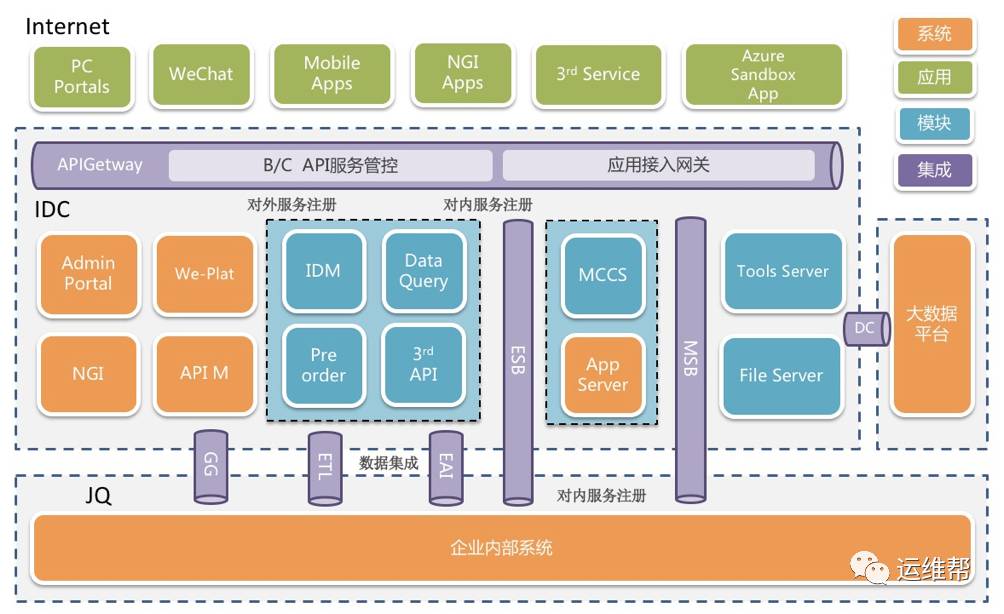 Internet
PC
Portals
WeChat
Mobile
Apps
NGI
Apps
3rd Service
Azure
Sandbox
App
系统
应用
模块
集成
APIGetway
B/C API服务管控
应用接入网关
IDC
对外服务注册
对内服务注册
Admin
Portal
We-Plat
IDM
Data
Query
MCCS
Tools Server
NGI
API M
Pre
order
3rd
API
ESB
App
Server
MSB
File Server
DC
大数据
平台
GG
ETL
数据集成
EAI
JQ
对内服务注册
企业内部系统
运维帮